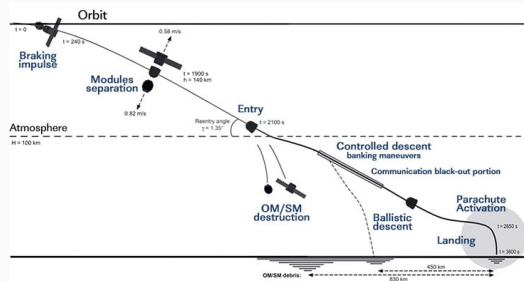 Orbit
t = 0
t = 240 s
Braking
impulse
0.58 m/s
Modules
separation
t = 1900 s
h = 149 km
0.82 m/s
Entry
t = 2100 s
Reentry angle
γ = 1.35°
Atmosphere
H = 100 km
Controlled descent
banking maneuvers
Communication black-out portion
OM/SM
destruction
Ballistic
descent
Parachute
Activation
t = 2650 s
Landing
t = 3600 s
OM/SM debris:
450 km
830 km